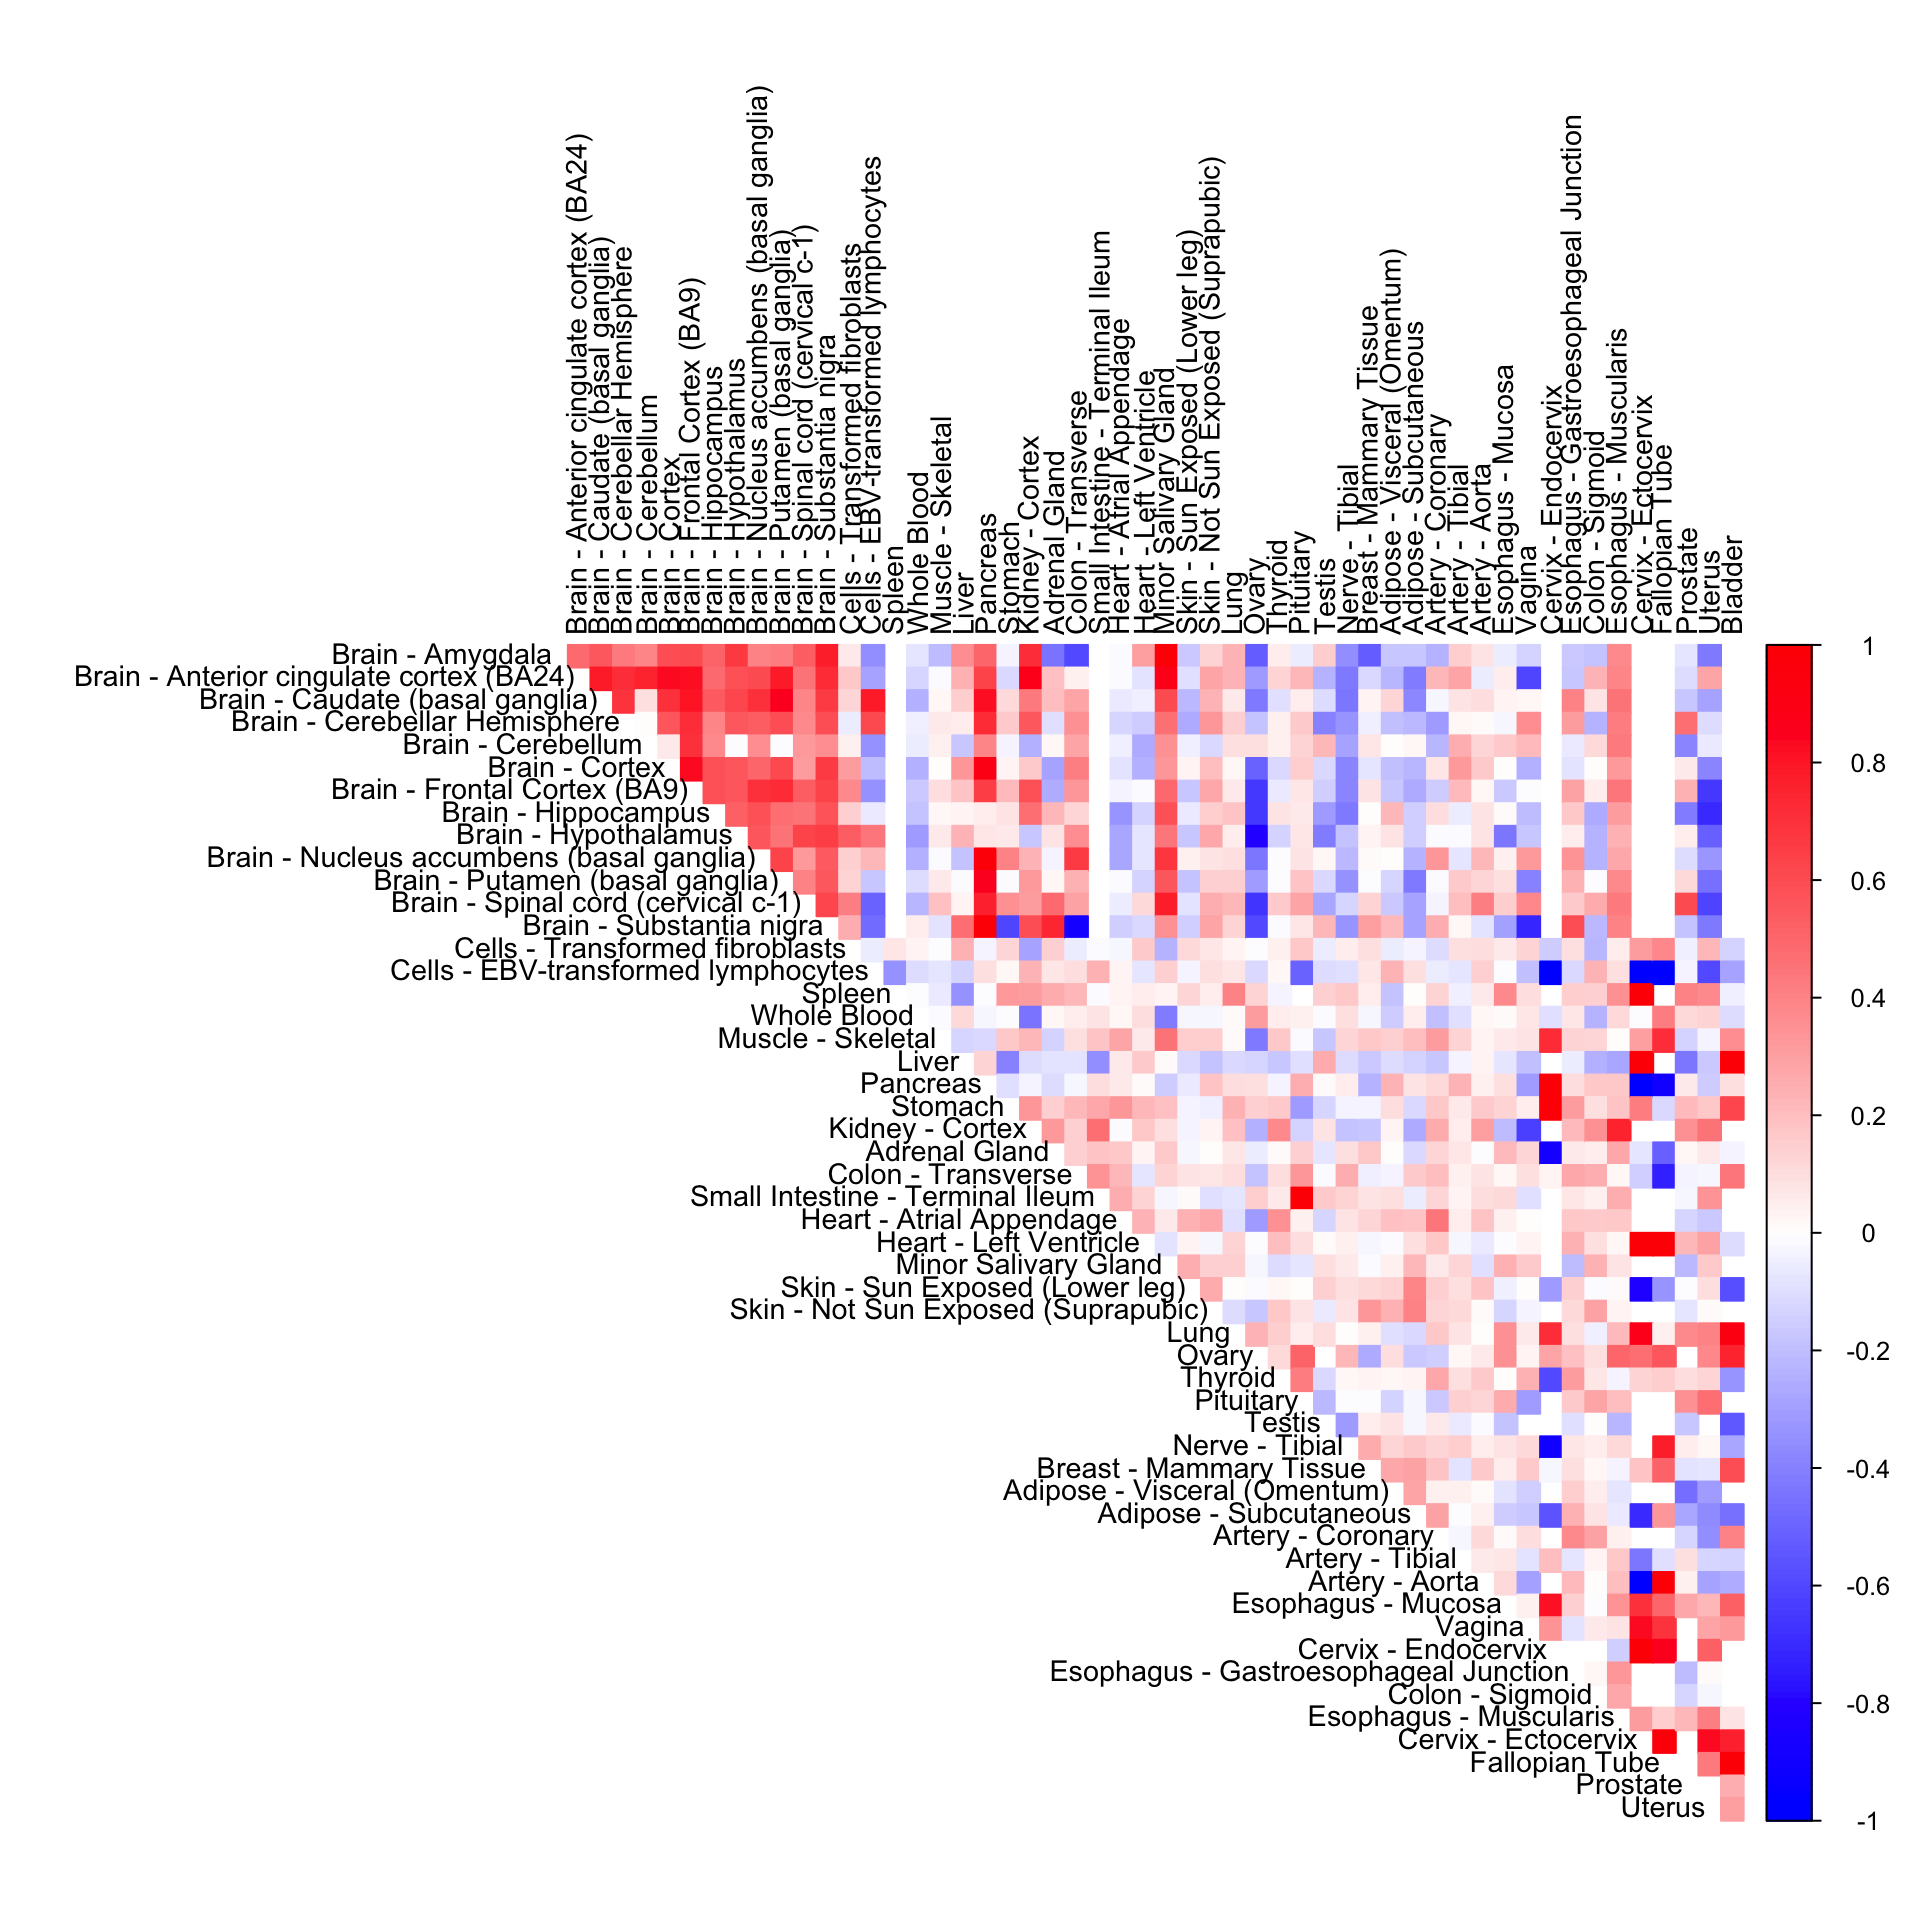 Brain - Anterior cingulate cortex (BA24)
Brain - Caudate (basal ganglia)
Brain - Cerebellar Hemisphere
Brain - Cerebellum
Brain - Cortex
Brain - Frontal Cortex (BA9)
Brain - Hippocampus
Brain - Hypothalamus
Brain - Nucleus accumbens (basal ganglia)
Brain - Putamen (basal ganglia)
Brain - Spinal cord (cervical c-1)
Brain - Substantia nigra
Cells - Transformed fibroblasts
Cells - EBV-transformed lymphocytes
Spleen
Whole Blood
Muscle - Skeletal
Liver
Pancreas
Stomach
Kidney - Cortex
Adrenal Gland
Colon - Transverse
Small Intestine - Terminal Ileum
Heart - Atrial Appendage
Heart - Left Ventricle
Minor Salivary Gland
Skin - Sun Exposed (Lower leg)
Skin - Not Sun Exposed (Suprapubic)
Lung
Ovary
Thyroid
Pituitary
Testis
Nerve - Tibial
Breast - Mammary Tissue
Adipose - Visceral (Omentum)
Adipose - Subcutaneous
Artery - Coronary
Artery - Tibial
Artery - Aorta
Esophagus - Mucosa
Vagina
Cervix - Endocervix
Esophagus - Gastroesophageal Junction
Colon - Sigmoid
Esophagus - Muscularis
Cervix - Ectocervix
Fallopian Tube
Prostate
Uterus
Bladder
Brain - Amygdala
Brain - Anterior cingulate cortex (BA24)
Brain - Caudate (basal ganglia)
Brain - Cerebellar Hemisphere
Brain - Cerebellum
Brain - Cortex
Brain - Frontal Cortex (BA9)
Brain - Hippocampus
Brain - Hypothalamus
Brain - Nucleus accumbens (basal ganglia)
Brain - Putamen (basal ganglia)
Brain - Spinal cord (cervical c-1)
Brain - Substantia nigra
Cells - Transformed fibroblasts
Cells - EBV-transformed lymphocytes
Spleen
Whole Blood
Muscle - Skeletal
Liver
Pancreas
Stomach
Kidney - Cortex
Adrenal Gland
Colon - Transverse
Small Intestine - Terminal Ileum
Heart - Atrial Appendage
Heart - Left Ventricle
Minor Salivary Gland
Skin - Sun Exposed (Lower leg)
Skin - Not Sun Exposed (Suprapubic)
Lung
Ovary
Thyroid
Pituitary
Testis
Nerve - Tibial
Breast - Mammary Tissue
Adipose - Visceral (Omentum)
Adipose - Subcutaneous
Artery - Coronary
Artery - Tibial
Artery - Aorta
Esophagus - Mucosa
Vagina
Cervix - Endocervix
Esophagus - Gastroesophageal Junction
Colon - Sigmoid
Esophagus - Muscularis
Cervix - Ectocervix
Fallopian Tube
Prostate
Uterus
1
0.8
0.6
0.4
0.2
0
-0.2
-0.4
-0.6
-0.8
-1